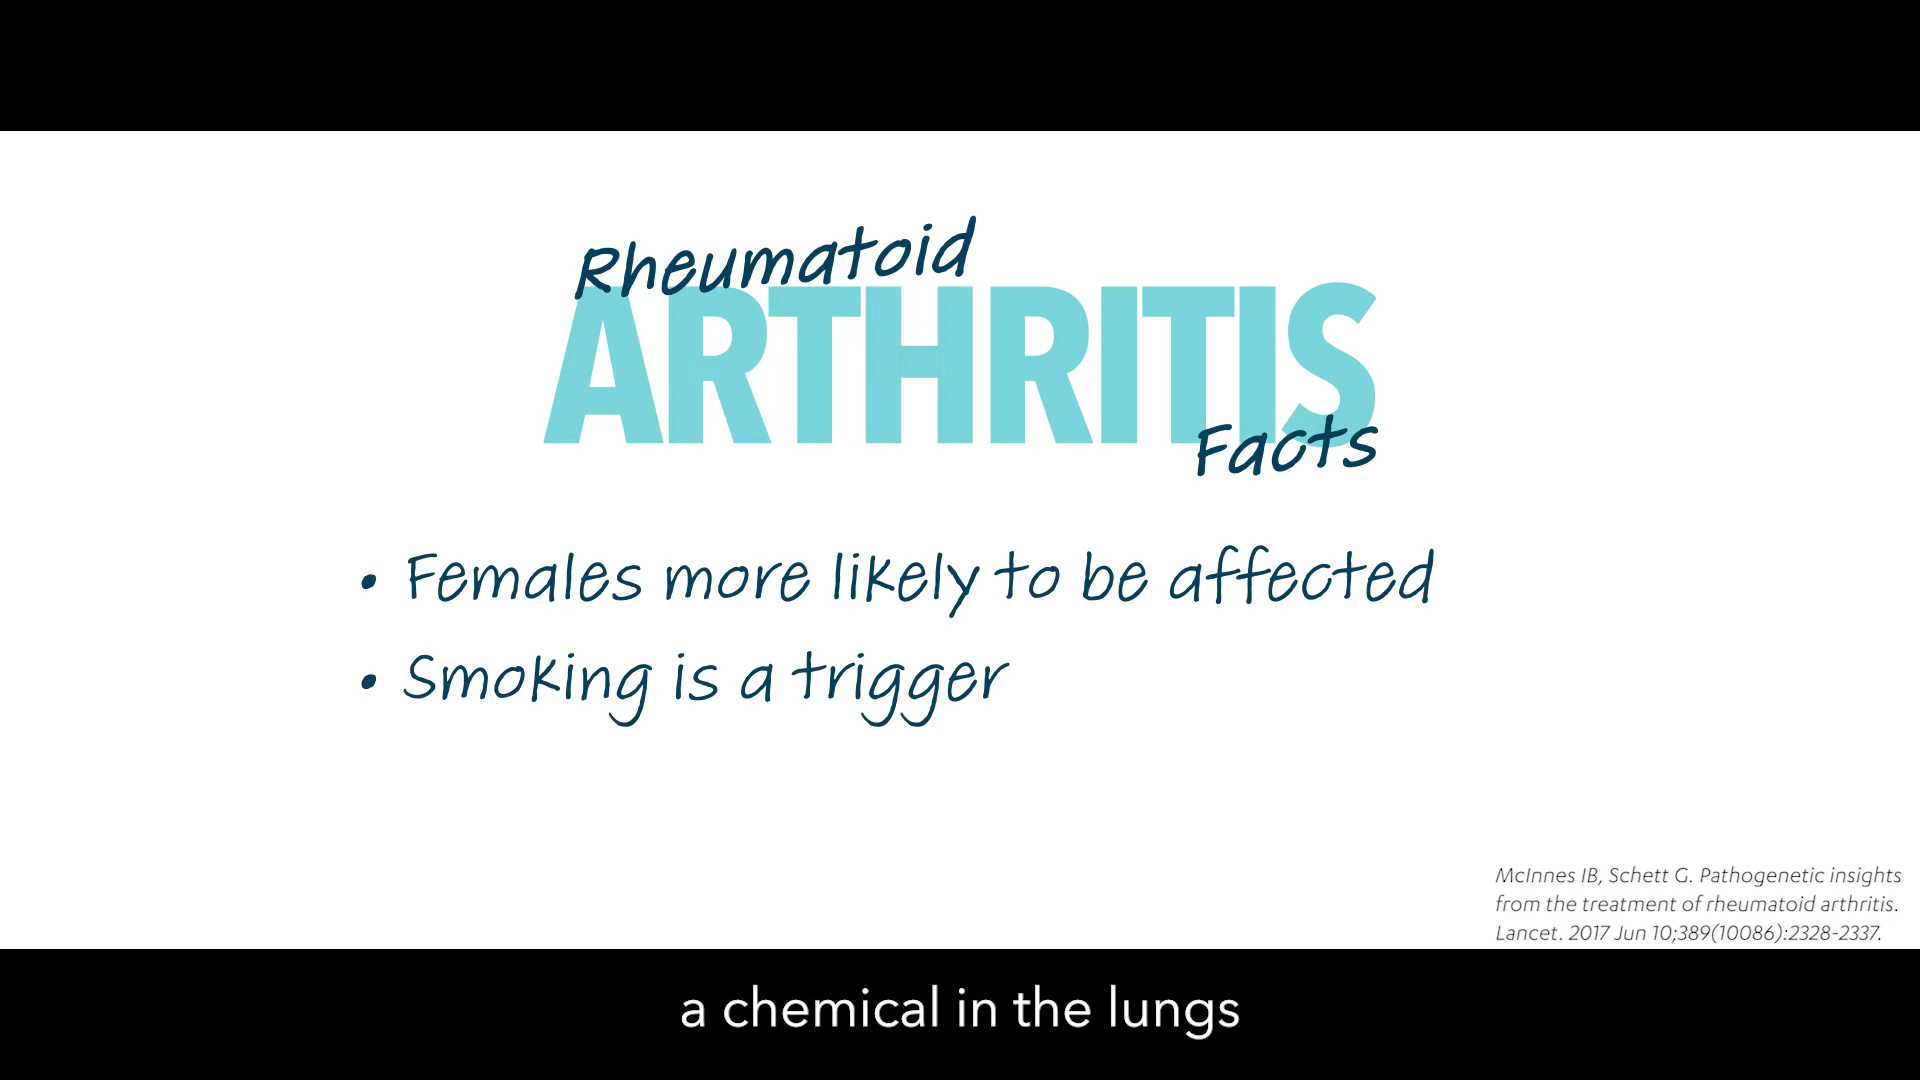 Rheumatoid
ARTHRITIS
Facts
• Females more likely to be affected
• Smoking is a trigger
McInnes IB, Schett G. Pathogenetic insights
from the treatment of rheumatoid arthritis.
Lancet. 2017 Jun 10;389(10086):2328-2337.
a chemical in the lungs